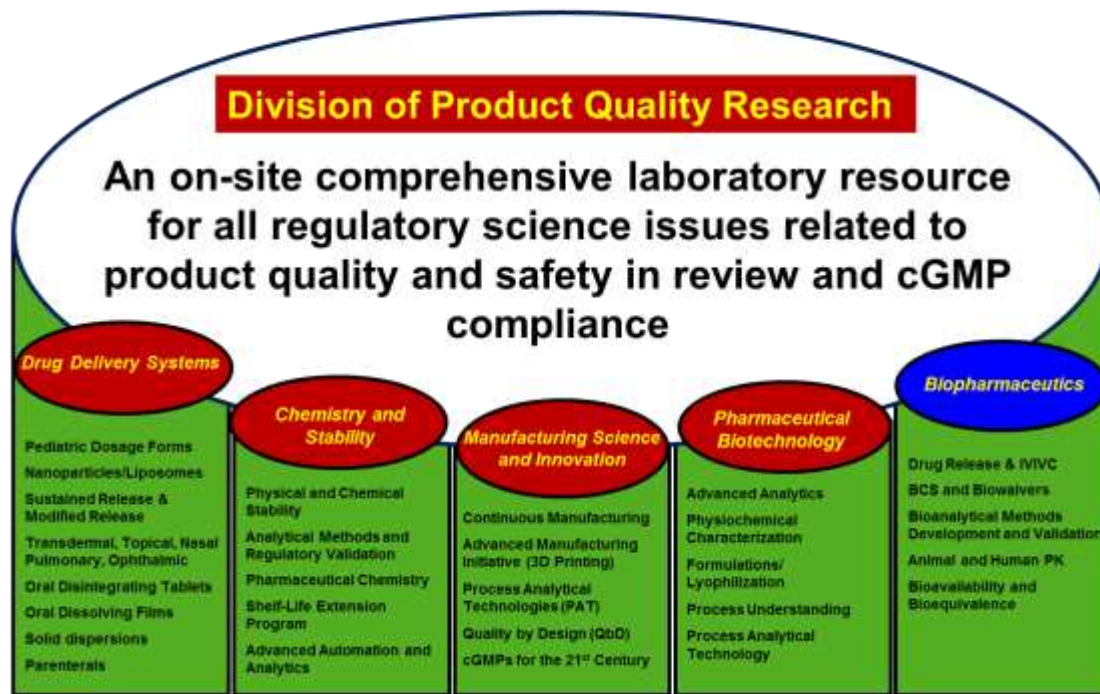 Division of Product Quality Research
An on-site comprehensive laboratory resource
for all regulatory science issues related to
product quality and safety in review and cGMP
compliance
Drug Delivery Systems
Pediatric Dosage Forms
Nanoparticles/Liposomes
Sustained Release &
Modified Release
Transdermal, Topical, Nasal
Pulmonary, Ophthalmic
Oral Disintegrating Tablets
Oral Dissolving Films
Solid dispersions
Parenterals
Chemistry and
Stability
Physical and Chemical
Stability
Analytical Methods and
Regulatory Validation
Pharmaceutical Chemistry
Shelf-Life Extension
Program
Advanced Automation and
Analytics
Manufacturing Science
and Innovation
Continuous Manufacturing
Advanced Manufacturing
Initiative (3D Printing)
Process Analytical
Technologies (PAT)
Quality by Design (QbD)
cGMPs for the 21st Century
Pharmaceutical
Biotechnology
Advanced Analytics
Physiochemical
Characterization
Formulations/
Lyophilization
Process Understanding
Process Analytical
Technology
Biopharmaceutics
Drug Release & IVIVC
BCS and Biowaivers
Bioanalytical Methods
Development and Validation
Animal and Human PK
Bioavailability and
Bioequivalence